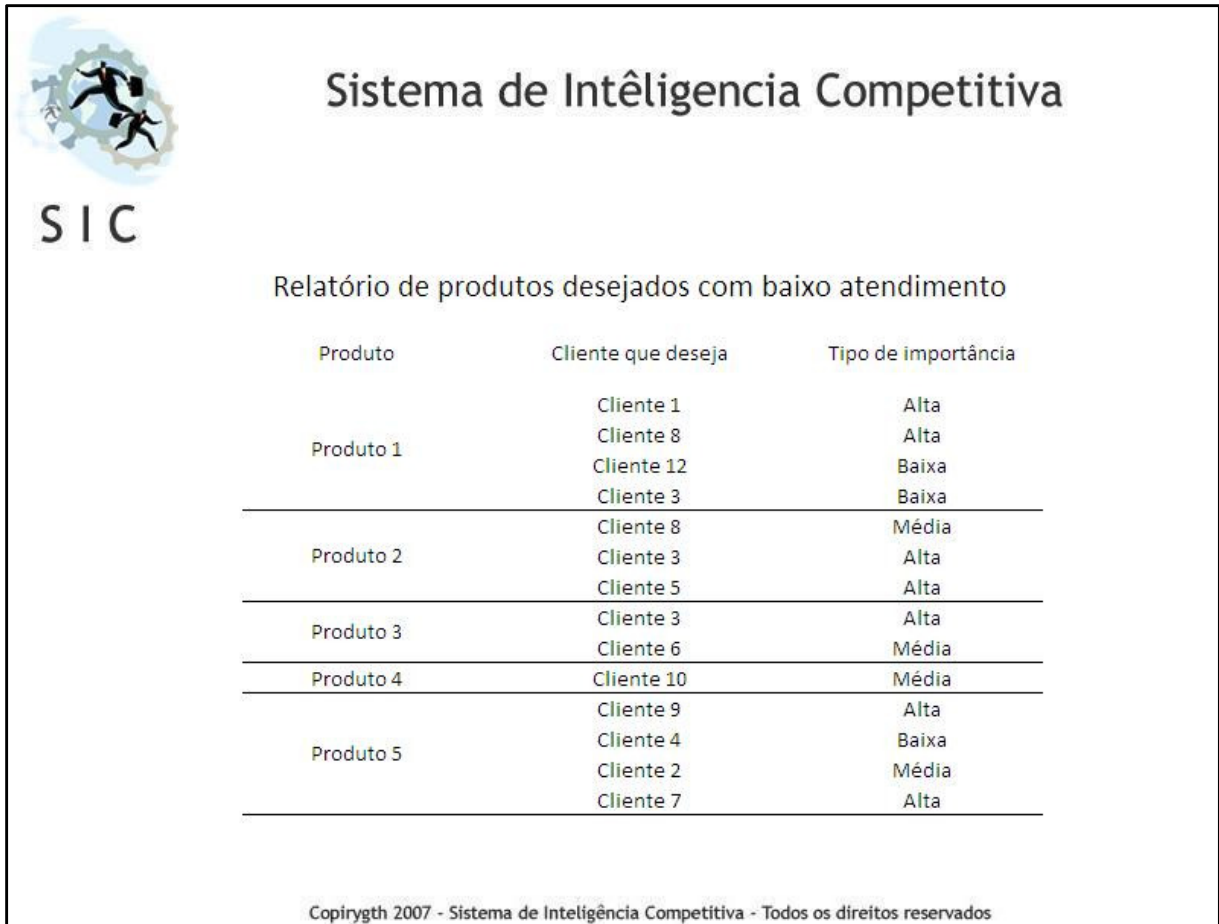 Sistema de Intêligencia Competitiva
S I C
Relatório de produtos desejados com baixo atendimento
Produto Cliente que deseja Tipo de importância
Produto 1
Cliente 1 Alta
Cliente 8 Alta
Cliente 12 Baixa
Cliente 3 Baixa
Produto 2
Cliente 8 Média
Cliente 3 Alta
Cliente 5 Alta
Produto 3
Cliente 3 Alta
Cliente 6 Média
Produto 4 Cliente 10 Média
Produto 5
Cliente 9 Alta
Cliente 4 Baixa
Cliente 2 Média
Cliente 7 Alta
Copirygth 2007 - Sistema de Inteligência Competitiva - Todos os direitos reservados